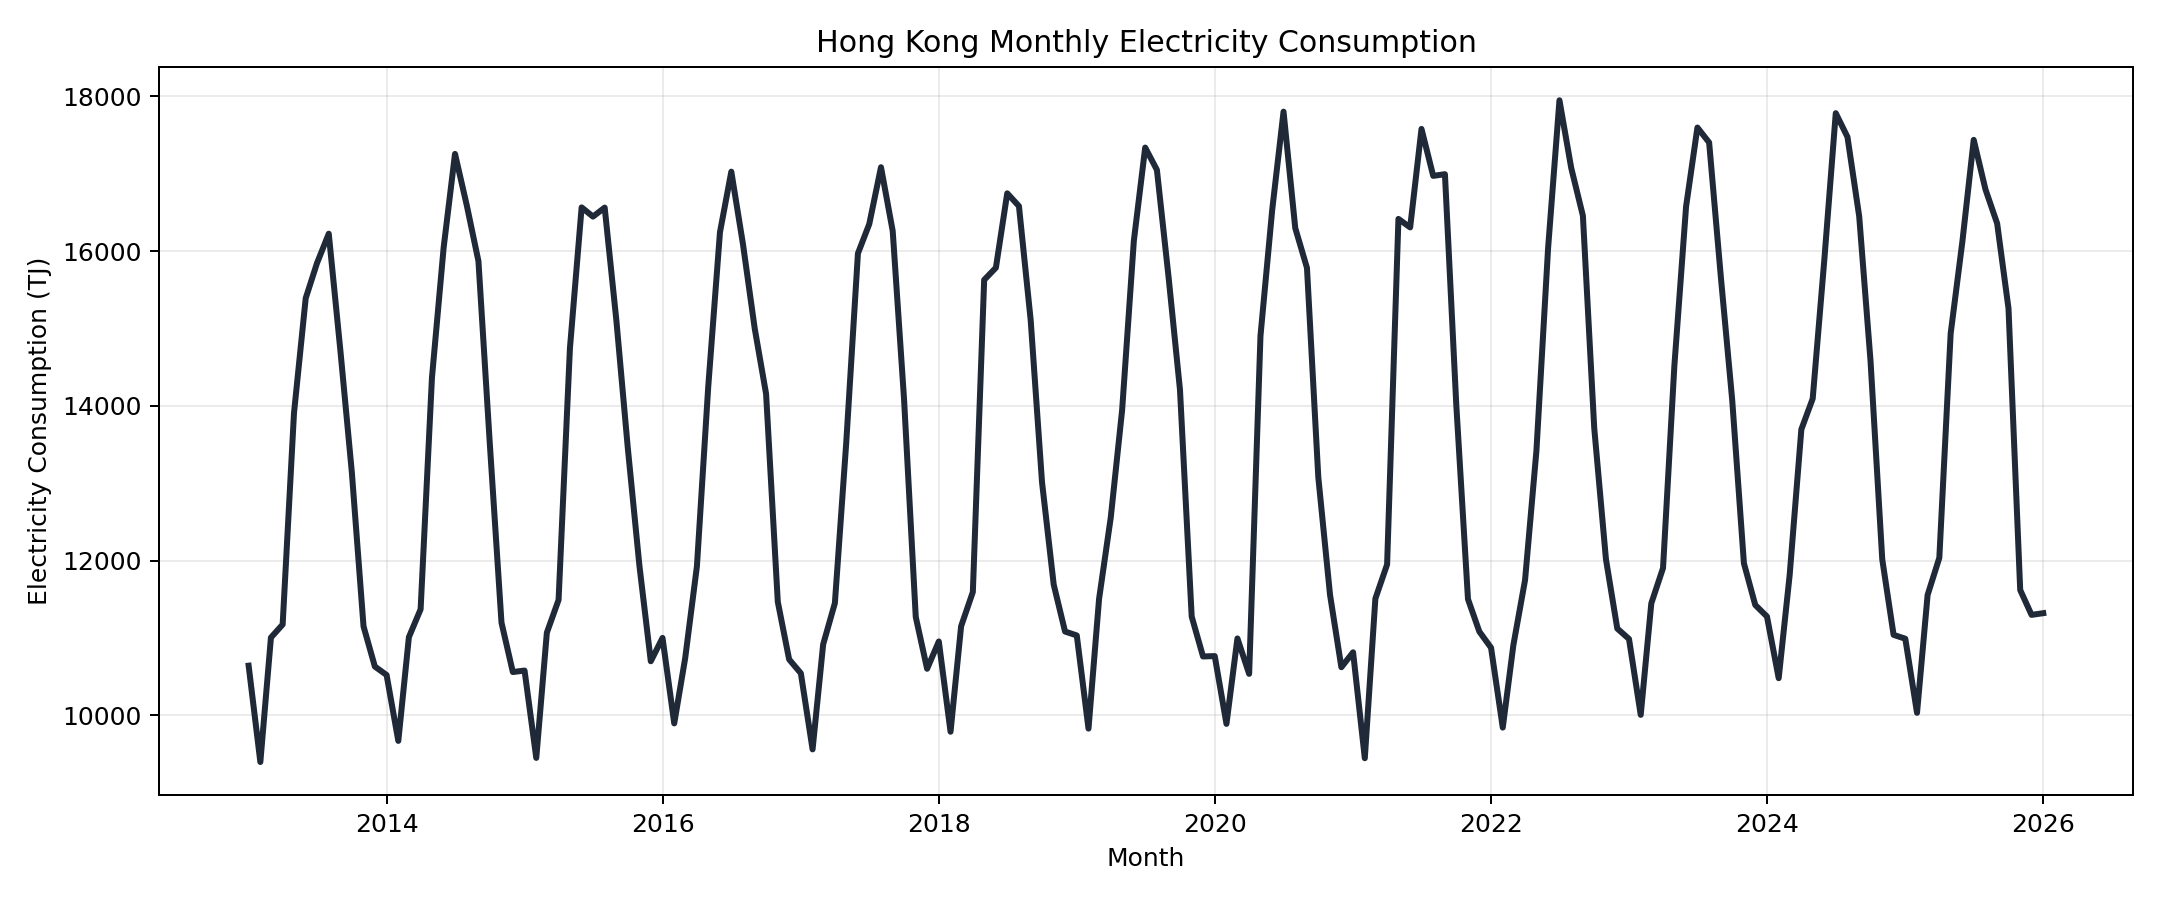 Hong Kong Monthly Electricity Consumption
Electricity Consumption (TJ)
18000
16000
14000
12000
10000
2014 2016 2018 2020 2022 2024 2026
Month